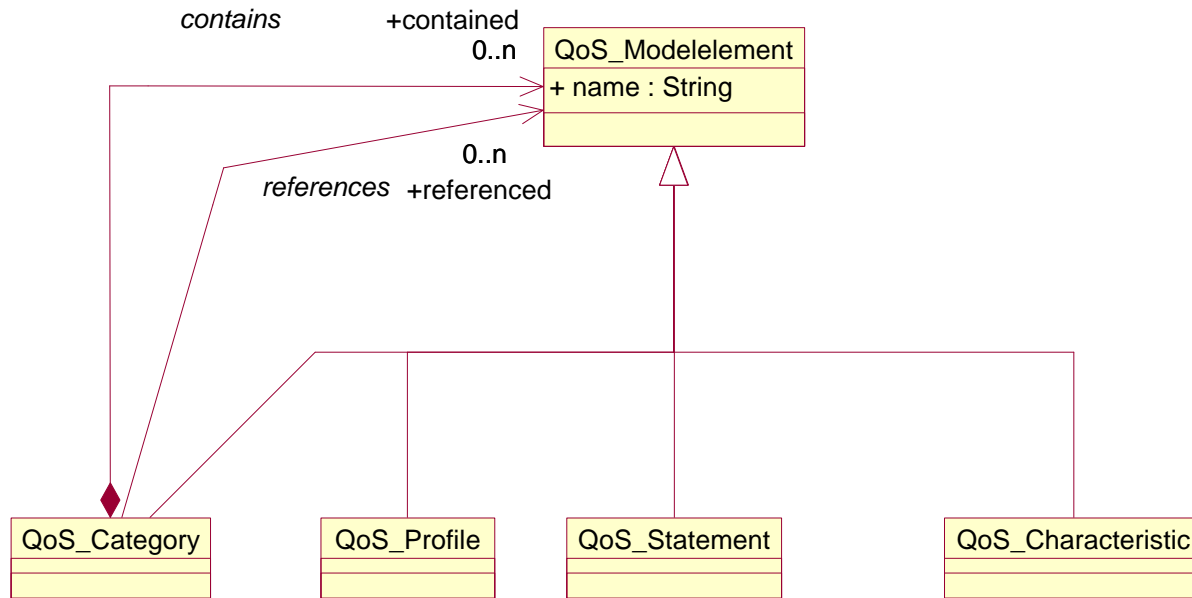 contains
+contained
0..n
QoS_Modelelement
+ name : String
0..n
references
+referenced
QoS_Category
QoS_Profile
QoS_Statement
QoS_Characteristic